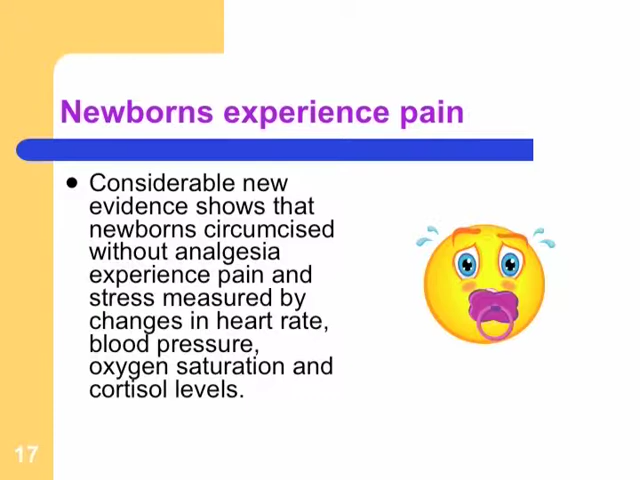 Newborns experience pain
● Considerable new
evidence shows that
newborns circumcised
without analgesia
experience pain and
stress measured by
changes in heart rate,
blood pressure,
oxygen saturation and
cortisol levels.
17